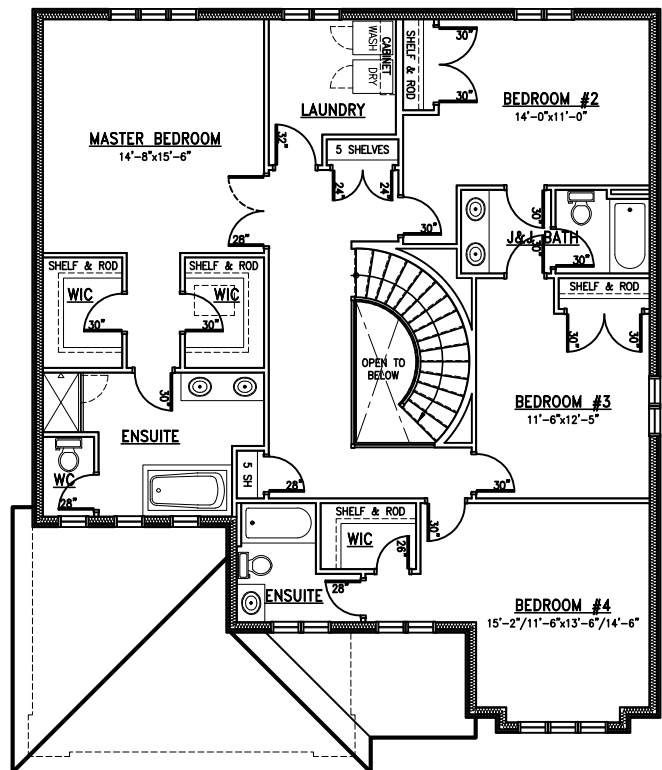 30"
CABINET
WASH
DRY
SHELF & ROD
30"
LAUNDRY
BEDROOM #2
14'-0"x11'-0"
MASTER BEDROOM
14'-8"x15'-6"
32"
5 SHELVES
24"
24"
28"
30"
30"
J&J BATH
30"
30"
SHELF & ROD
WIC
30"
SHELF & ROD
WIC
30"
SHELF & ROD
30"
30"
OPEN TO
BELOW
30"
ENSUITE
BEDROOM #3
11'-6"x12'-5"
WC
28"
5 SH
28"
30"
30"
SHELF & ROD
WIC
26"
28"
ENSUITE
BEDROOM #4
15'-2"/11'-6"x13'-6"/14'-6"